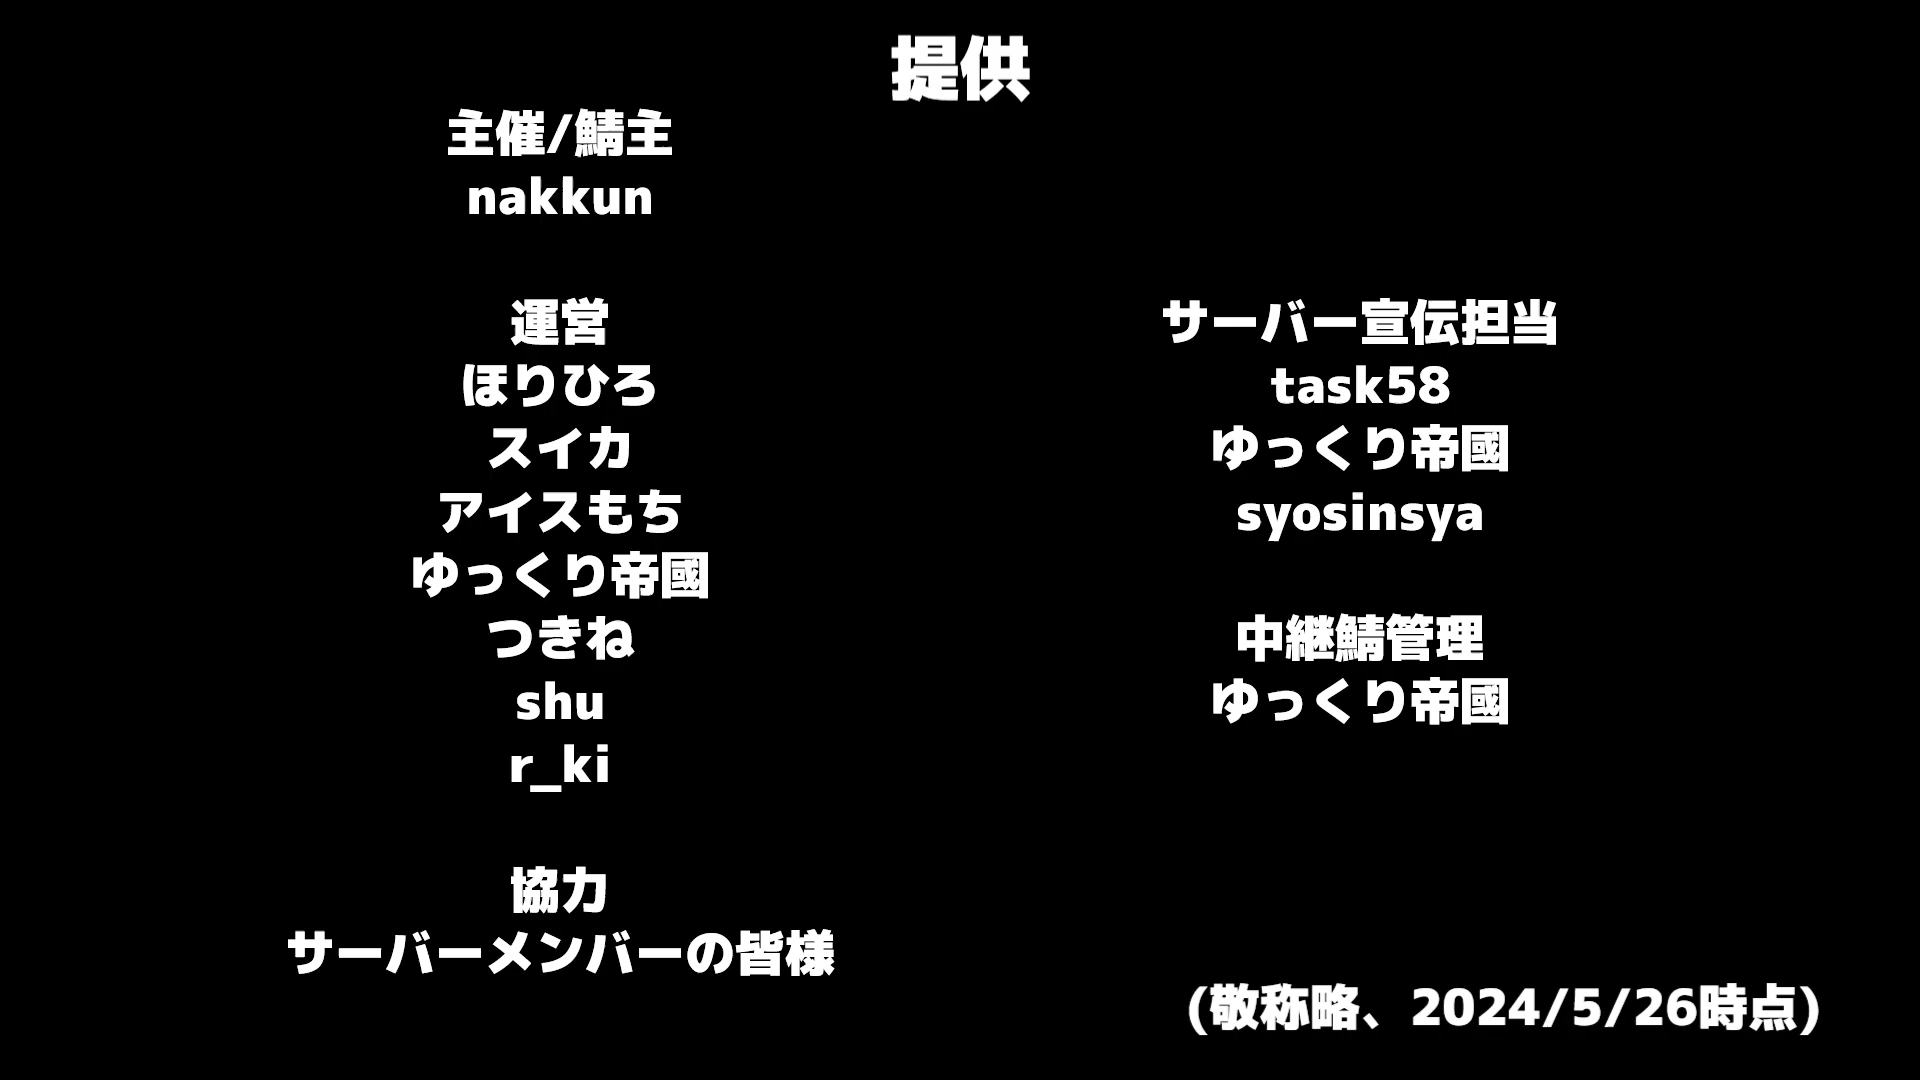 提供
主催/鯖主
nakkun
運営
ほりひろ
スイカ
アイスもち
ゆっくり帝國
つきね
shu
r_ki
協力
サーバーメンバーの皆様
サーバー宣伝担当
task58
ゆっくり帝國
syosinsya
中継鯖管理
ゆっくり帝國
(敬称略、2024/5/26時点)